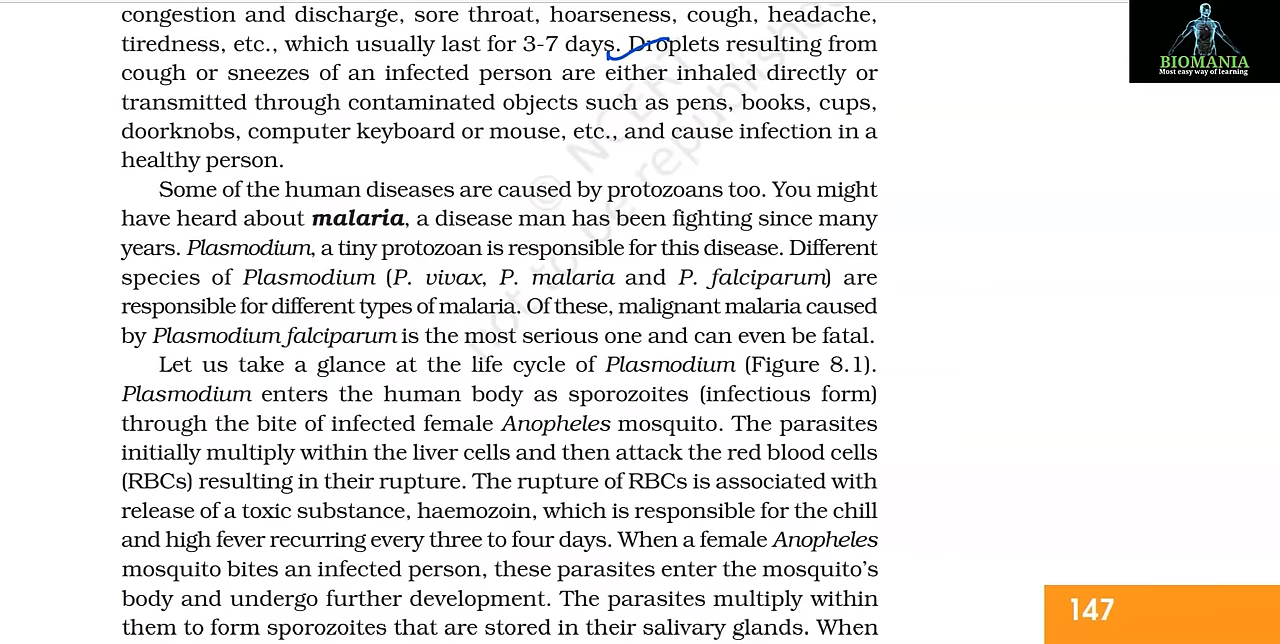 congestion and discharge, sore throat, hoarseness, cough, headache,
tiredness, etc., which usually last for 3-7 days. Droplets resulting from
cough or sneezes of an infected person are either inhaled directly or
transmitted through contaminated objects such as pens, books, cups,
doorknobs, computer keyboard or mouse, etc., and cause infection in a
healthy person.
Some of the human diseases are caused by protozoans too. You might
have heard about malaria, a disease man has been fighting since many
years. Plasmodium, a tiny protozoan is responsible for this disease. Different
species of Plasmodium (P. vivax, P. malaria and P. falciparum) are
responsible for different types of malaria. Of these, malignant malaria caused
by Plasmodium falciparum is the most serious one and can even be fatal.
Let us take a glance at the life cycle of Plasmodium (Figure 8.1).
Plasmodium enters the human body as sporozoites (infectious form)
through the bite of infected female Anopheles mosquito. The parasites
initially multiply within the liver cells and then attack the red blood cells
(RBCs) resulting in their rupture. The rupture of RBCs is associated with
release of a toxic substance, haemozoin, which is responsible for the chill
and high fever recurring every three to four days. When a female Anopheles
mosquito bites an infected person, these parasites enter the mosquito's
body and undergo further development. The parasites multiply within
them to form sporozoites that are stored in their salivary glands. When
© NCERT
not to be republished
BIOMANIA
Most easy way of learning
147